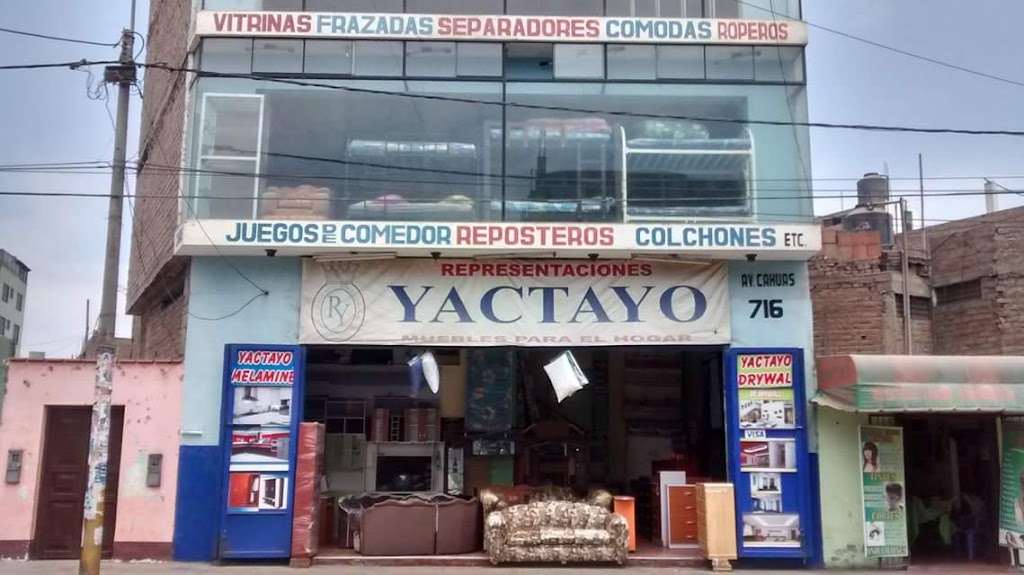 VITRINAS FRAZADAS SEPARADORES COMODAS ROPEROS
JUEGOS DE COMEDOR REPOSTEROS COLCHONES ETC.
REPRESENTACIONES
RY
YACTAYO
MUEBLES PARA EL HOGAR
AV. CAHUAS
716
YACTAYO
MELAMINE
YACTAYO
DRYWAL
VISA